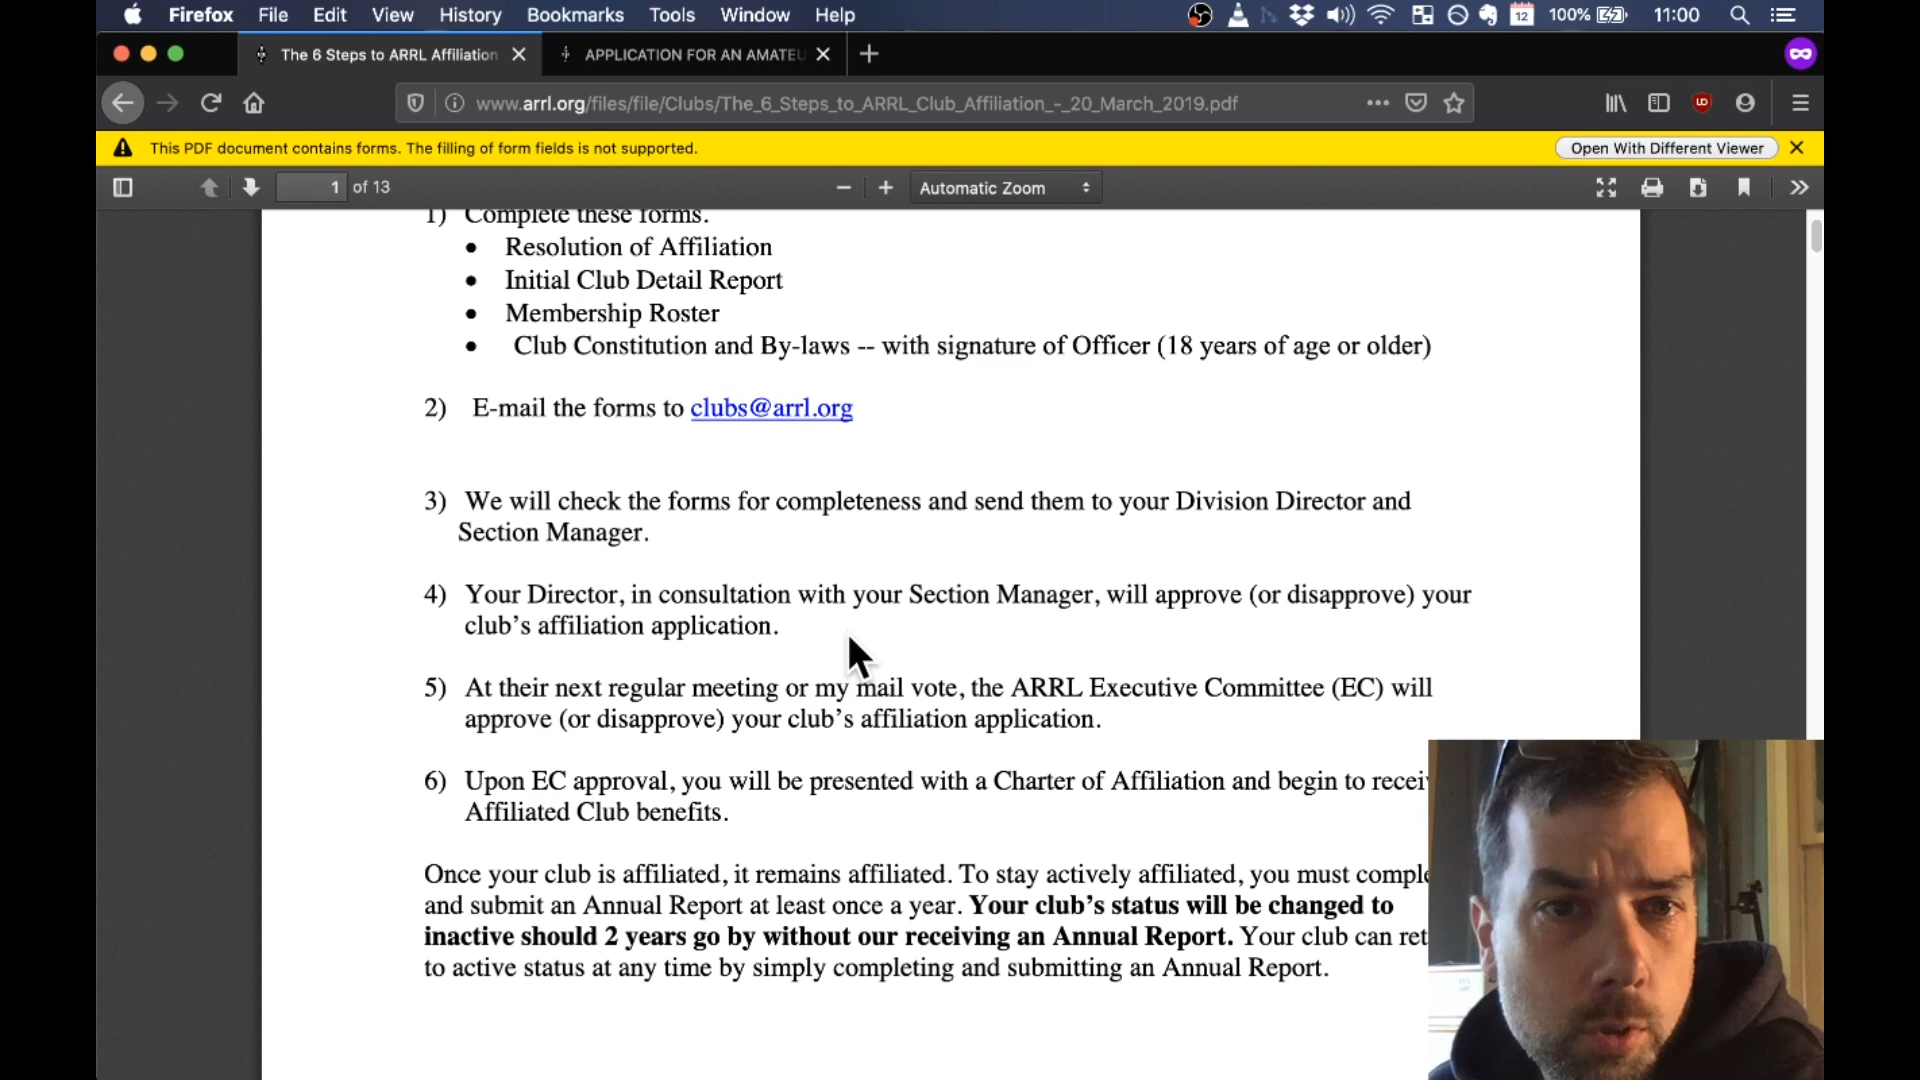 Firefox File Edit View History Bookmarks Tools Window Help 12 100% 11:00
The 6 Steps to ARRL Affiliation APPLICATION FOR AN AMATEU
www.arrl.org/files/file/Clubs/The_6_Steps_to_ARRL_Club_Affiliation_-_20_March_2019.pdf
This PDF document contains forms. The filling of form fields is not supported. Open With Different Viewer
1 of 13 Automatic Zoom
1) Complete these forms.
• Resolution of Affiliation
• Initial Club Detail Report
• Membership Roster
• Club Constitution and By-laws -- with signature of Officer (18 years of age or older)
2) E-mail the forms to clubs@arrl.org
3) We will check the forms for completeness and send them to your Division Director and
Section Manager.
4) Your Director, in consultation with your Section Manager, will approve (or disapprove) your
club's affiliation application.
5) At their next regular meeting or my mail vote, the ARRL Executive Committee (EC) will
approve (or disapprove) your club's affiliation application.
6) Upon EC approval, you will be presented with a Charter of Affiliation and begin to recei
Affiliated Club benefits.
Once your club is affiliated, it remains affiliated. To stay actively affiliated, you must comple
and submit an Annual Report at least once a year. Your club's status will be changed to
inactive should 2 years go by without our receiving an Annual Report. Your club can ret
to active status at any time by simply completing and submitting an Annual Report.